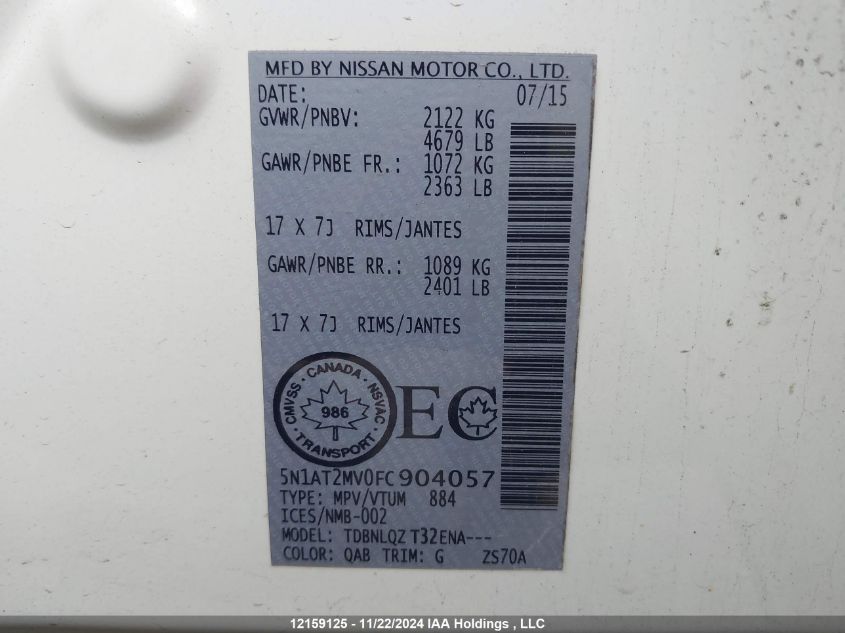 MFD BY NISSAN MOTOR CO., LTD.
DATE: 07/15
GVWR/PNBV: 2122 KG
4679 LB
GAWR/PNBE FR.: 1072 KG
2363 LB
17 X 7J RIMS/JANTES
GAWR/PNBE RR.: 1089 KG
2401 LB
17 X 7J RIMS/JANTES
CMVSS · CANADA · NSVAC
986
· TRANSPORT ·
EC
5N1AT2MV0FC904057
TYPE: MPV/VTUM 884
ICES/NMB-002
MODEL: TDBNLQZ T32ENA---
COLOR: QAB TRIM: G ZS70A
12159125 - 11/22/2024 IAA Holdings , LLC